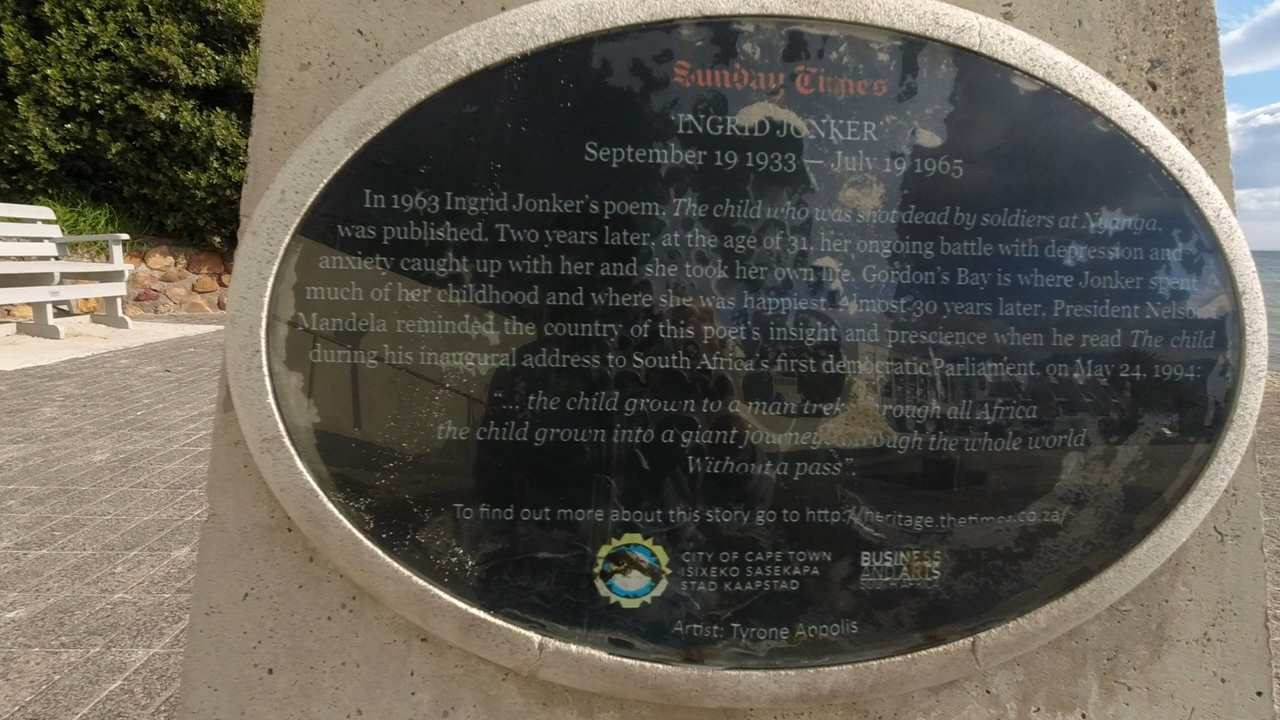 Sunday Times
INGRID JONKER
September 19 1933 — July 19 1965
In 1963 Ingrid Jonker's poem, The child who was shot dead by soldiers at Nyanga,
was published. Two years later, at the age of 31, her ongoing battle with depression and
anxiety caught up with her and she took her own life. Gordon's Bay is where Jonker spent
much of her childhood and where she was happiest. Almost 30 years later, President Nelson
Mandela reminded the country of this poet's insight and prescience when he read The child
during his inaugural address to South Africa's first democratic Parliament, on May 24, 1994:
"... the child grown to a man treks through all Africa
the child grown into a giant journeys through the whole world
Without a pass".
To find out more about this story go to http://heritage.thetimes.co.za/
CITY OF CAPE TOWN
ISIXEKO SASEKAPA
STAD KAAPSTAD
BUSINESS
AND ARTS
SOUTH AFRICA
Artist: Tyrone Appolis